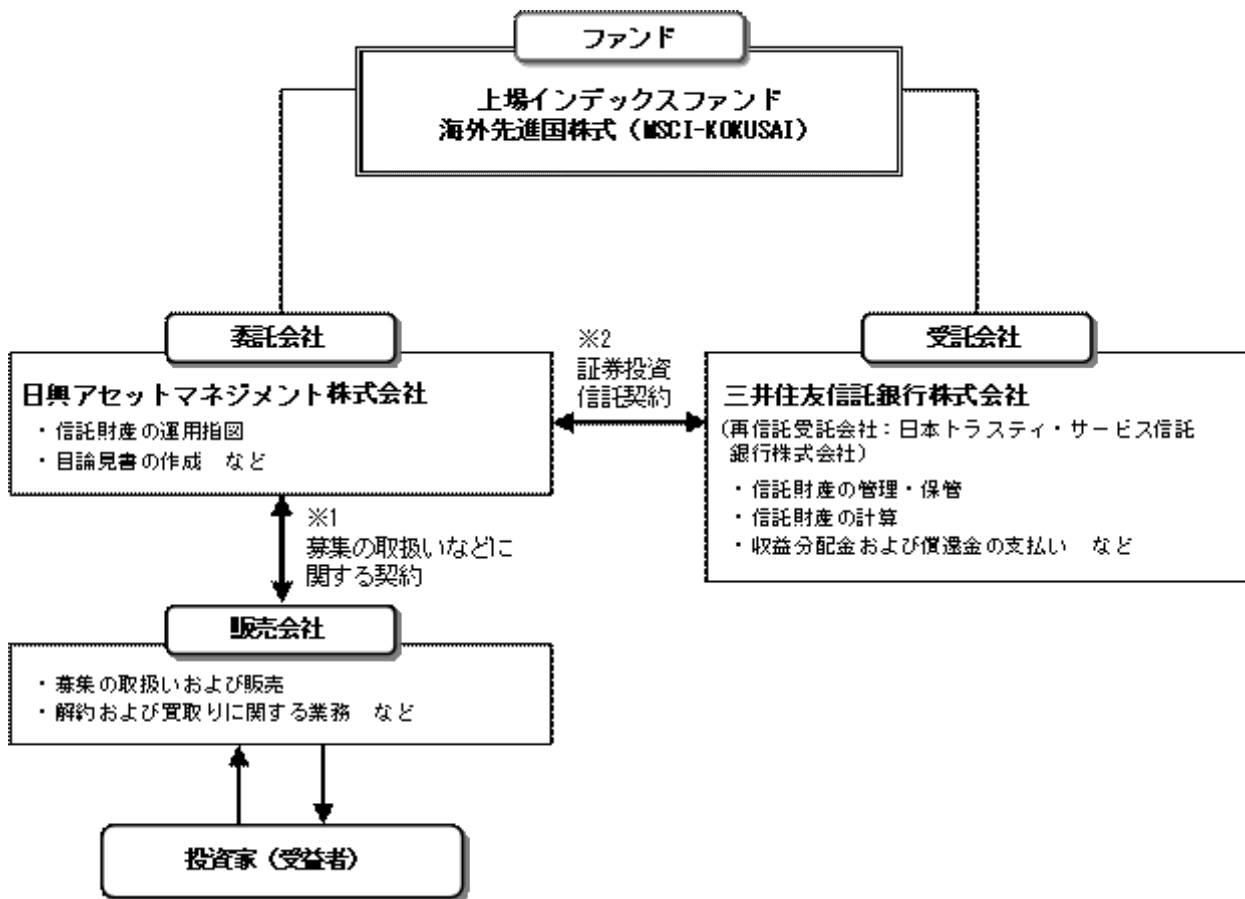 ファンド
上場インデックスファンド
海外先進国株式（MSCI-KOKUSAI）
委託会社
日興アセットマネジメント株式会社
・信託財産の運用指図
・目論見書の作成　など
※2
証券投資
信託契約
受託会社
三井住友信託銀行株式会社
（再信託受託会社：日本トラスティ・サービス信託
銀行株式会社）
・信託財産の管理・保管
・信託財産の計算
・収益分配金および償還金の支払い　など
※1
募集の取扱いなどに
関する契約
販売会社
・募集の取扱いおよび販売
・解約および買取りに関する業務　など
投資家（受益者）